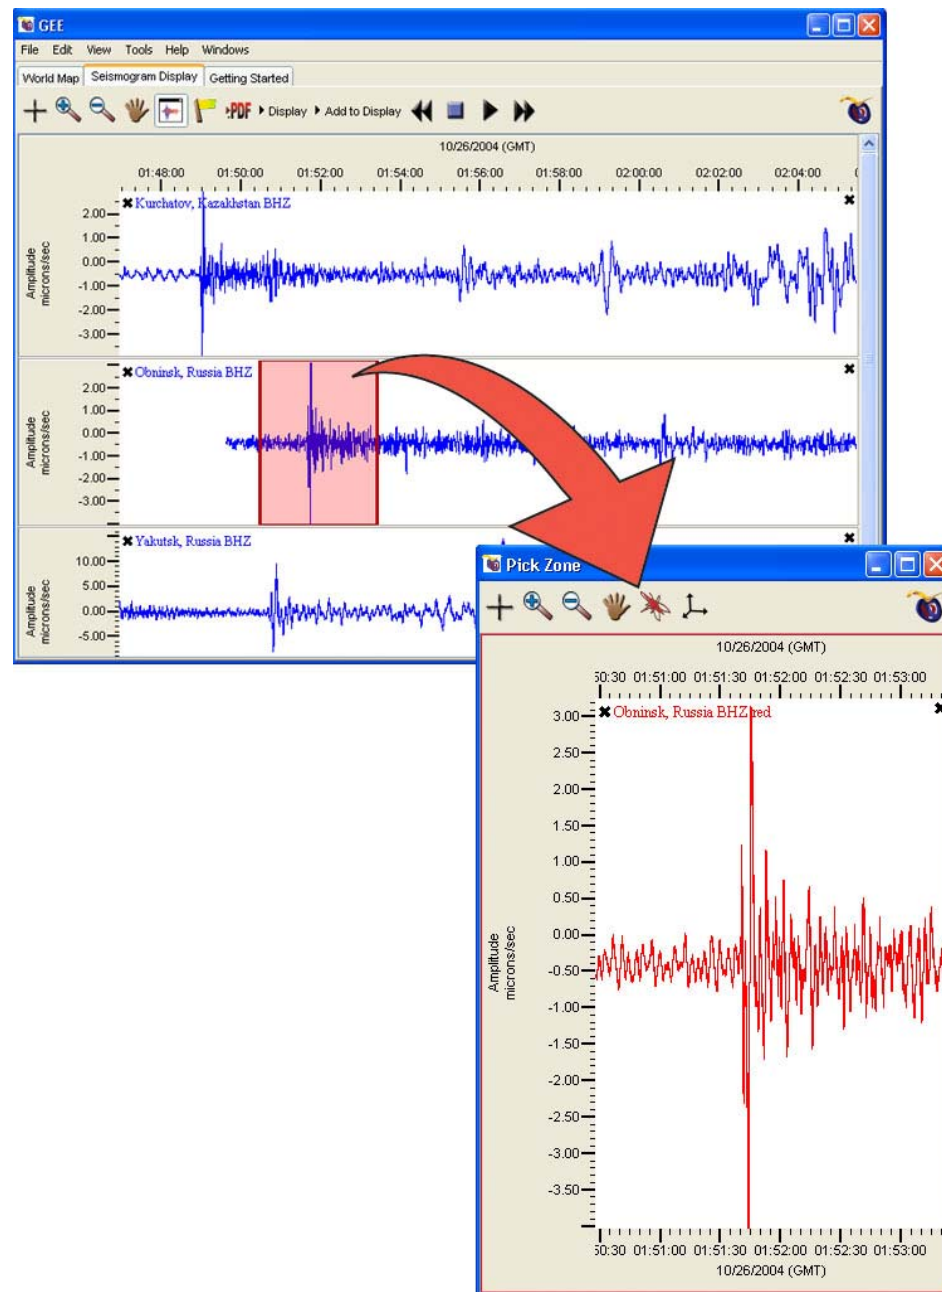 GEE
File Edit View Tools Help Windows
World Map Seismogram Display Getting Started
PDF Display Add to Display
10/26/2004 (GMT)
01:48:00 01:50:00 01:52:00 01:54:00 01:56:00 01:58:00 02:00:00 02:02:00 02:04:00
Kurchatov, Kazakhstan BHZ
2.00
1.00
0.00
-1.00
-2.00
-3.00
Amplitude
microns/sec
Obninsk, Russia BHZ
2.00
1.00
0.00
-1.00
-2.00
-3.00
Amplitude
microns/sec
Yakutsk, Russia BHZ
10.00
5.00
0.00
-5.00
Amplitude
microns/sec
Pick Zone
10/26/2004 (GMT)
50:30 01:51:00 01:51:30 01:52:00 01:52:30 01:53:00
Obninsk, Russia BHZ red
3.00
2.50
2.00
1.50
1.00
0.50
0.00
-0.50
-1.00
-1.50
-2.00
-2.50
-3.00
-3.50
Amplitude
microns/sec
50:30 01:51:00 01:51:30 01:52:00 01:52:30 01:53:00
10/26/2004 (GMT)